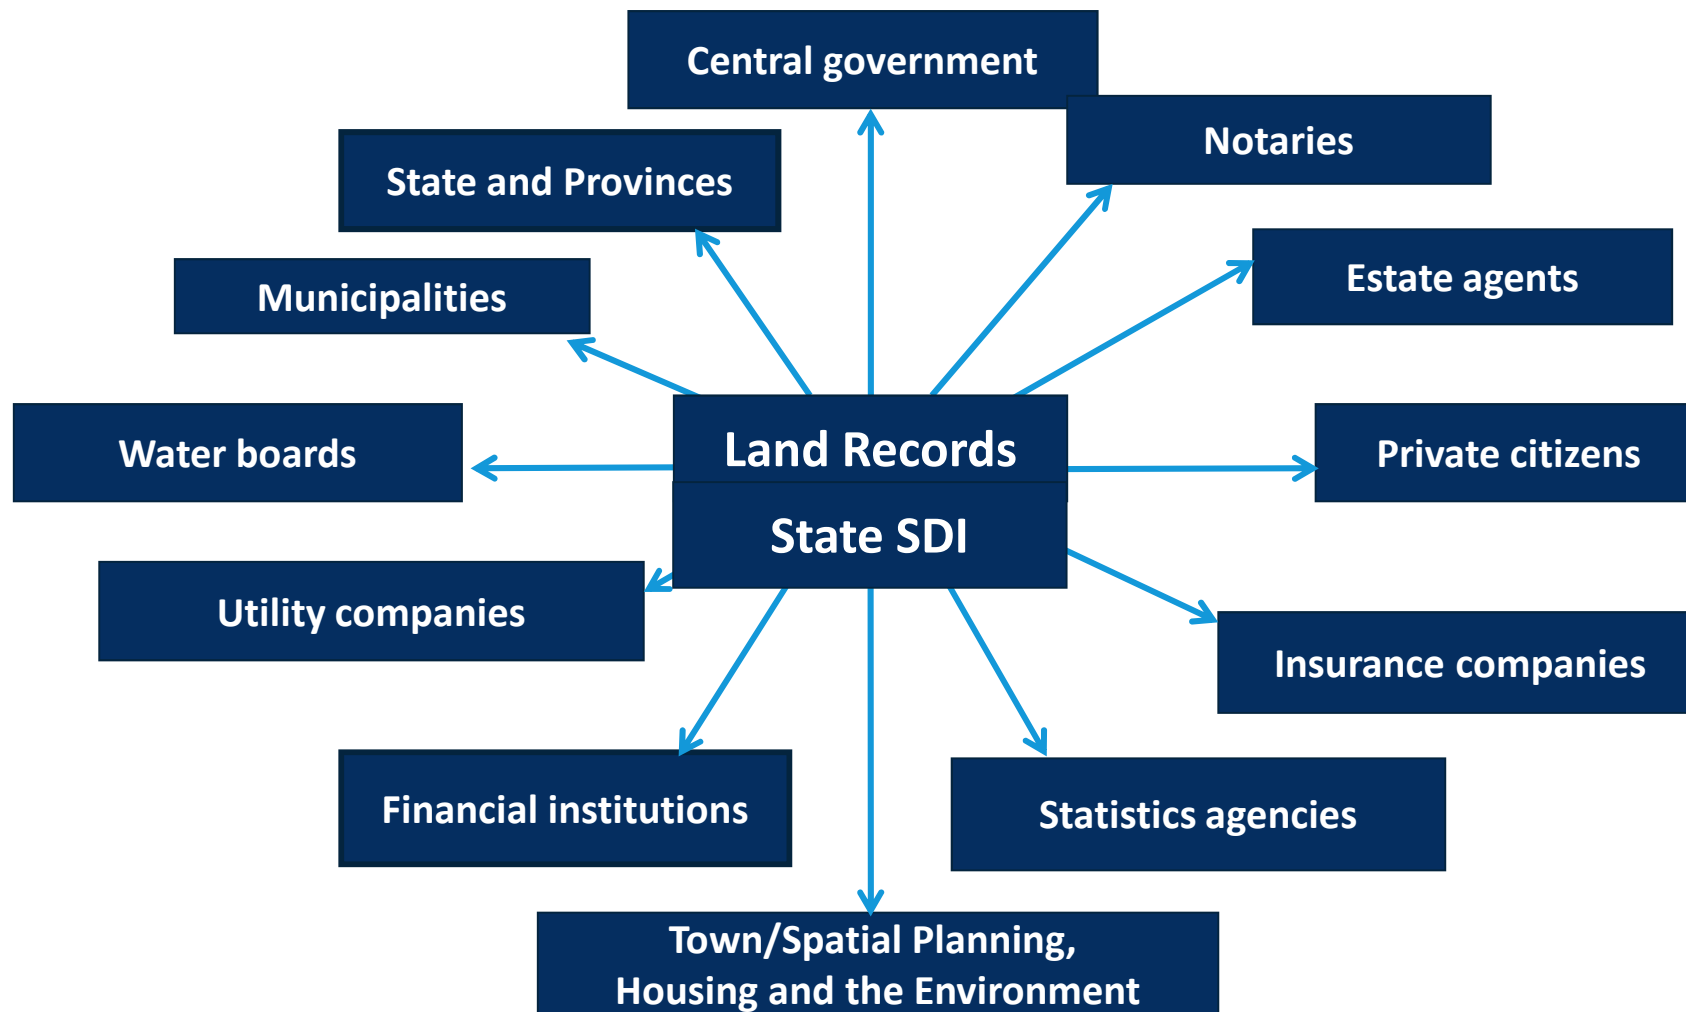 Central government
Notaries
State and Provinces
Estate agents
Municipalities
Land Records
Water boards
Private citizens
State SDI
Utility companies
Insurance companies
Financial institutions
Statistics agencies
Town/Spatial Planning,
Housing and the Environment